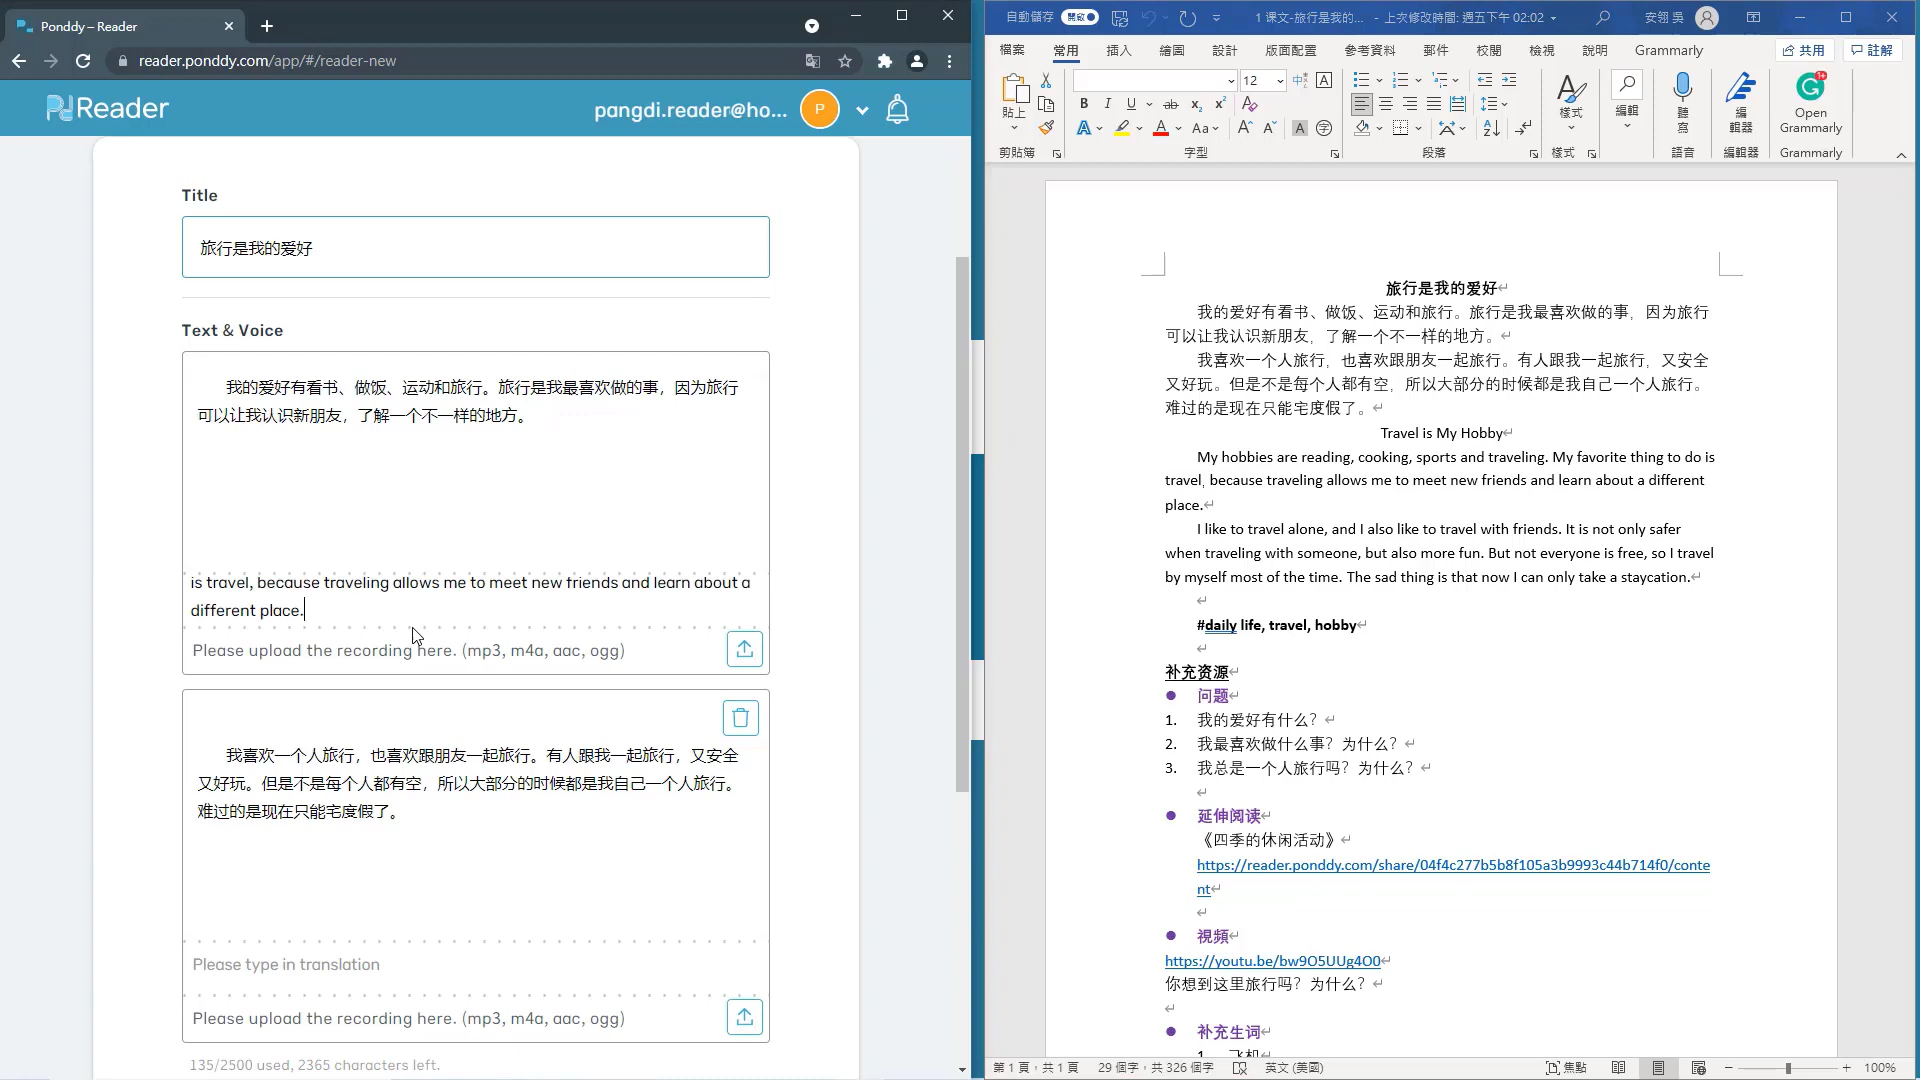 Ponddy – Reader
reader.ponddy.com/app/#/reader-new
Reader
pangdi.reader@ho...
P
Title
旅行是我的爱好
Text & Voice
我的爱好有看书、做饭、运动和旅行。旅行是我最喜欢做的事，因为旅行
可以让我认识新朋友，了解一个不一样的地方。
is travel, because traveling allows me to meet new friends and learn about a
different place.
Please upload the recording here. (mp3, m4a, aac, ogg)
我喜欢一个人旅行，也喜欢跟朋友一起旅行。有人跟我一起旅行，又安全
又好玩。但是不是每个人都有空，所以大部分的时候都是我自己一个人旅行。
难过的是现在只能宅度假了。
Please type in translation
Please upload the recording here. (mp3, m4a, aac, ogg)
135/2500 used, 2365 characters left.
自動儲存 開啟 1 课文-旅行是我的... - 上次修改時間: 週五下午 02:02 安翎 吳
檔案 常用 插入 繪圖 設計 版面配置 參考資料 郵件 校閱 檢視 說明 Grammarly 共用 註解
12
貼上
B I U ab x₂ x²
A Aa A A A 字
樣式 編輯 聽寫 編輯器 Open Grammarly
剪貼簿 字型 段落 樣式 語音 編輯器 Grammarly
旅行是我的爱好
我的爱好有看书、做饭、运动和旅行。旅行是我最喜欢做的事，因为旅行
可以让我认识新朋友，了解一个不一样的地方。
我喜欢一个人旅行，也喜欢跟朋友一起旅行。有人跟我一起旅行，又安全
又好玩。但是不是每个人都有空，所以大部分的时候都是我自己一个人旅行。
难过的是现在只能宅度假了。
Travel is My Hobby
My hobbies are reading, cooking, sports and traveling. My favorite thing to do is
travel, because traveling allows me to meet new friends and learn about a different
place.
I like to travel alone, and I also like to travel with friends. It is not only safer
when traveling with someone, but also more fun. But not everyone is free, so I travel
by myself most of the time. The sad thing is that now I can only take a staycation.
#daily life, travel, hobby
补充资源
● 问题
1. 我的爱好有什么？
2. 我最喜欢做什么事？为什么？
3. 我总是一个人旅行吗？为什么？
● 延伸阅读
《四季的休闲活动》
https://reader.ponddy.com/share/04f4c277b5b8f105a3b9993c44b714f0/conte
nt
● 視頻
https://youtu.be/bw9O5UUg4O0
你想到这里旅行吗？为什么？
● 补充生词
1. 飞机
第 1 頁，共 1 頁 29 個字，共 326 個字 英文 (美國) 焦點 100%